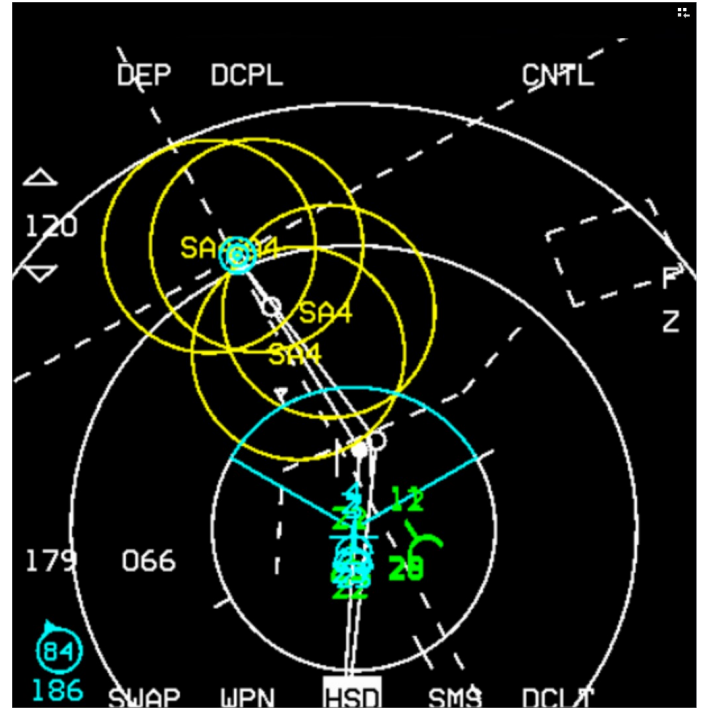 DEP DCPL CNTL
120
SA4
F
Z
SA4
SA4
11
22
179 066
28
22
84
186
SWAP WPN HSD SMS DCLT